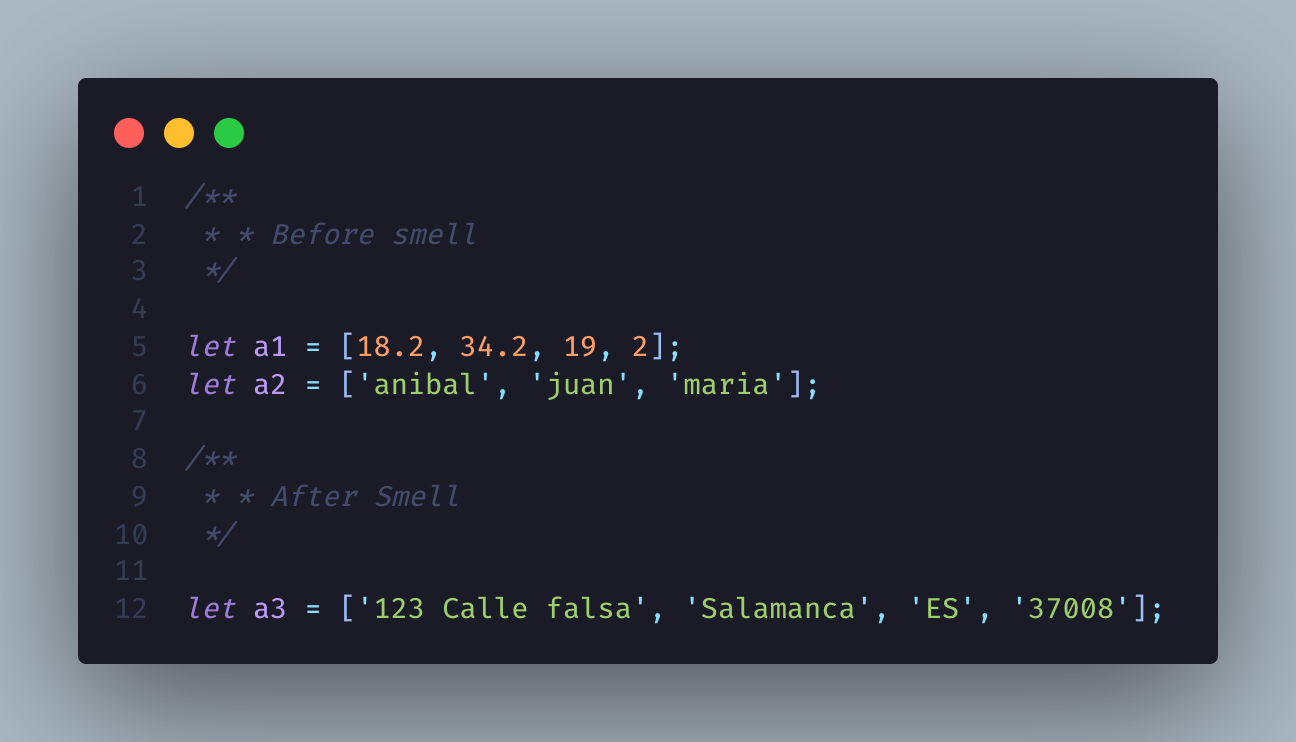 1 /**
2  * * Before smell
3  */
4
5 let a1 = [18.2, 34.2, 19, 2];
6 let a2 = ['anibal', 'juan', 'maria'];
7
8 /**
9  * * After Smell
10  */
11
12 let a3 = ['123 Calle falsa', 'Salamanca', 'ES', '37008'];